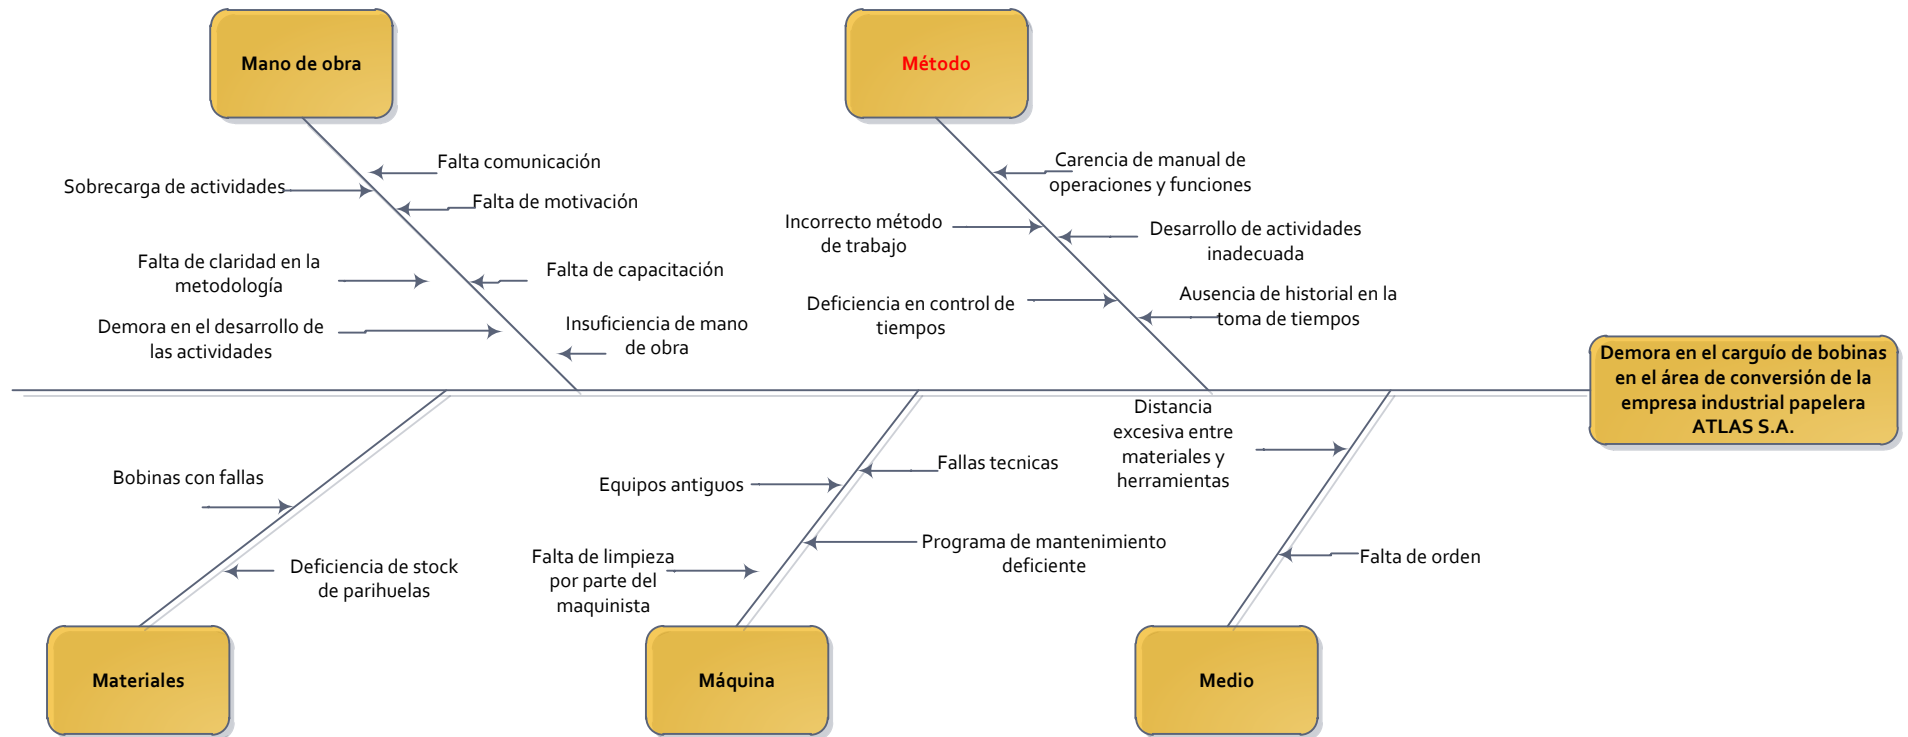 Mano de obra
Método
Falta comunicación
Sobrecarga de actividades
Falta de motivación
Falta de claridad en la
metodología
Falta de capacitación
Demora en el desarrollo de
las actividades
Insuficiencia de mano
de obra
Carencia de manual de
operaciones y funciones
Incorrecto método
de trabajo
Desarrollo de actividades
inadecuada
Deficiencia en control de
tiempos
Ausencia de historial en la
toma de tiempos
Demora en el carguío de bobinas
en el área de conversión de la
empresa industrial papelera
ATLAS S.A.
Bobinas con fallas
Deficiencia de stock
de parihuelas
Equipos antiguos
Fallas tecnicas
Falta de limpieza
por parte del
maquinista
Programa de mantenimiento
deficiente
Distancia
excesiva entre
materiales y
herramientas
Falta de orden
Materiales
Máquina
Medio